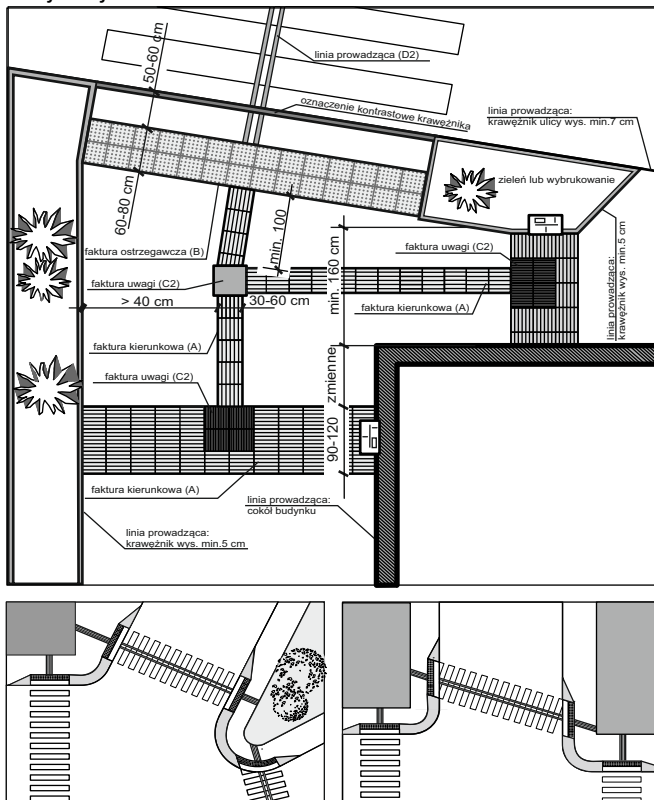 50-60 cm
linia prowadząca (D2)
oznaczenie kontrastowe krawężnika
linia prowadząca:
krawężnik ulicy wys. min.7 cm
zieleń lub wybrukowanie
60-80 cm
faktura ostrzegawcza (B)
min. 100
min. 160 cm
faktura uwagi (C2)
faktura uwagi (C2)
> 40 cm
30-60 cm
faktura kierunkowa (A)
linia prowadząca:
krawężnik wys. min.5 cm
faktura kierunkowa (A)
faktura uwagi (C2)
zmienne
90-120
faktura kierunkowa (A)
linia prowadząca:
cokół budynku
linia prowadząca:
krawężnik wys. min.5 cm